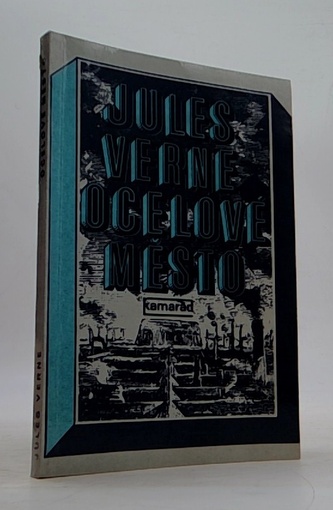 JULES
VERNE
OCELOVÉ
MĚSTO
Kamarád
JULES VERNE